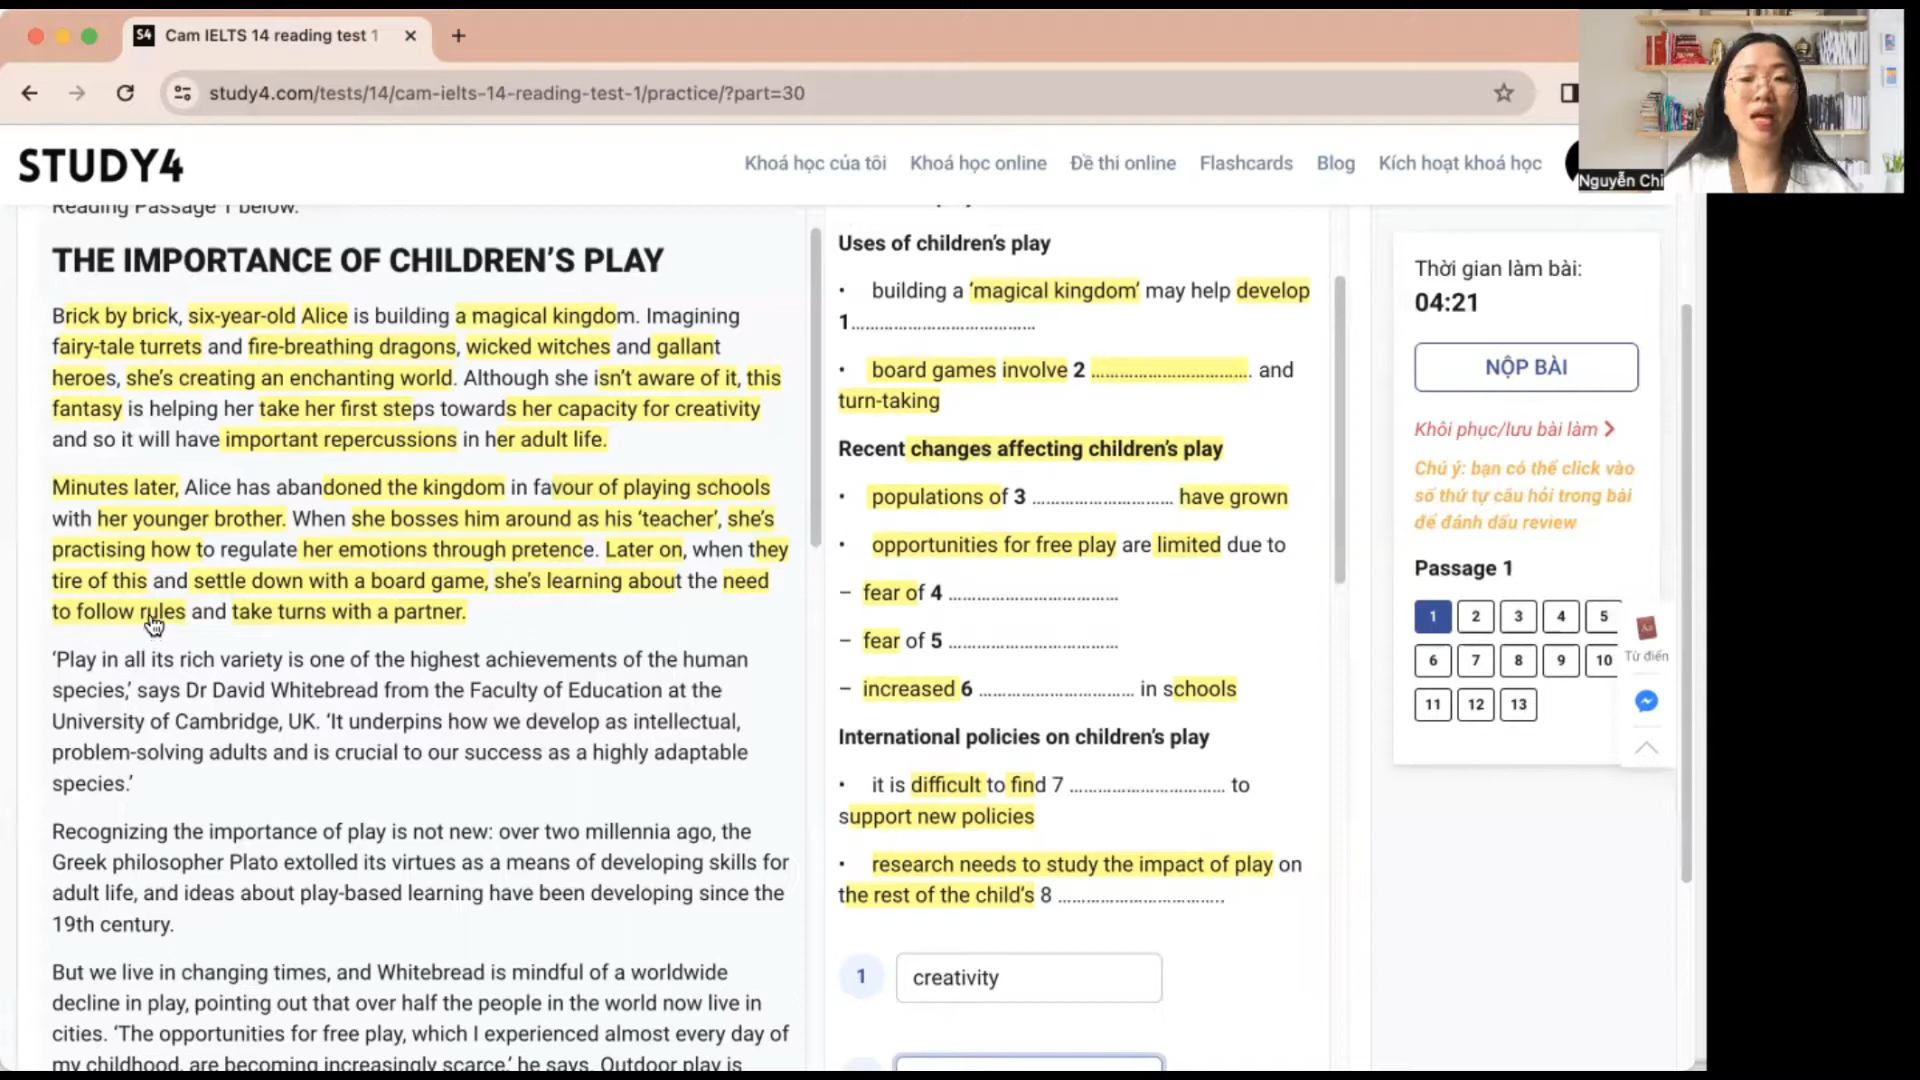 S4 Cam IELTS 14 reading test 1
study4.com/tests/14/cam-ielts-14-reading-test-1/practice/?part=30
STUDY4
Khoá học của tôi
Khoá học online
Đề thi online
Flashcards
Blog
Kích hoạt khoá học
Nguyễn Chi
Reading Passage 1 below.
THE IMPORTANCE OF CHILDREN'S PLAY
Brick by brick, six-year-old Alice is building a magical kingdom. Imagining
fairy-tale turrets and fire-breathing dragons, wicked witches and gallant
heroes, she's creating an enchanting world. Although she isn't aware of it, this
fantasy is helping her take her first steps towards her capacity for creativity
and so it will have important repercussions in her adult life.
Minutes later, Alice has abandoned the kingdom in favour of playing schools
with her younger brother. When she bosses him around as his 'teacher', she's
practising how to regulate her emotions through pretence. Later on, when they
tire of this and settle down with a board game, she's learning about the need
to follow rules and take turns with a partner.
'Play in all its rich variety is one of the highest achievements of the human
species,' says Dr David Whitebread from the Faculty of Education at the
University of Cambridge, UK. 'It underpins how we develop as intellectual,
problem-solving adults and is crucial to our success as a highly adaptable
species.'
Recognizing the importance of play is not new: over two millennia ago, the
Greek philosopher Plato extolled its virtues as a means of developing skills for
adult life, and ideas about play-based learning have been developing since the
19th century.
But we live in changing times, and Whitebread is mindful of a worldwide
decline in play, pointing out that over half the people in the world now live in
cities. 'The opportunities for free play, which I experienced almost every day of
my childhood, are becoming increasingly scarce,' he says. Outdoor play is
Uses of children's play
• building a 'magical kingdom' may help develop
1....................................
• board games involve 2 ............................... and
turn-taking
Recent changes affecting children's play
• populations of 3 ............................ have grown
• opportunities for free play are limited due to
– fear of 4 ..................................
– fear of 5 ..................................
– increased 6 ............................... in schools
International policies on children's play
• it is difficult to find 7 ............................... to
support new policies
• research needs to study the impact of play on
the rest of the child's 8 .................................
1 creativity
Thời gian làm bài:
04:21
NỘP BÀI
Khôi phục/lưu bài làm
Chú ý: bạn có thể click vào
số thứ tự câu hỏi trong bài
để đánh dấu review
Passage 1
1 2 3 4 5
6 7 8 9 10
11 12 13
Từ điển